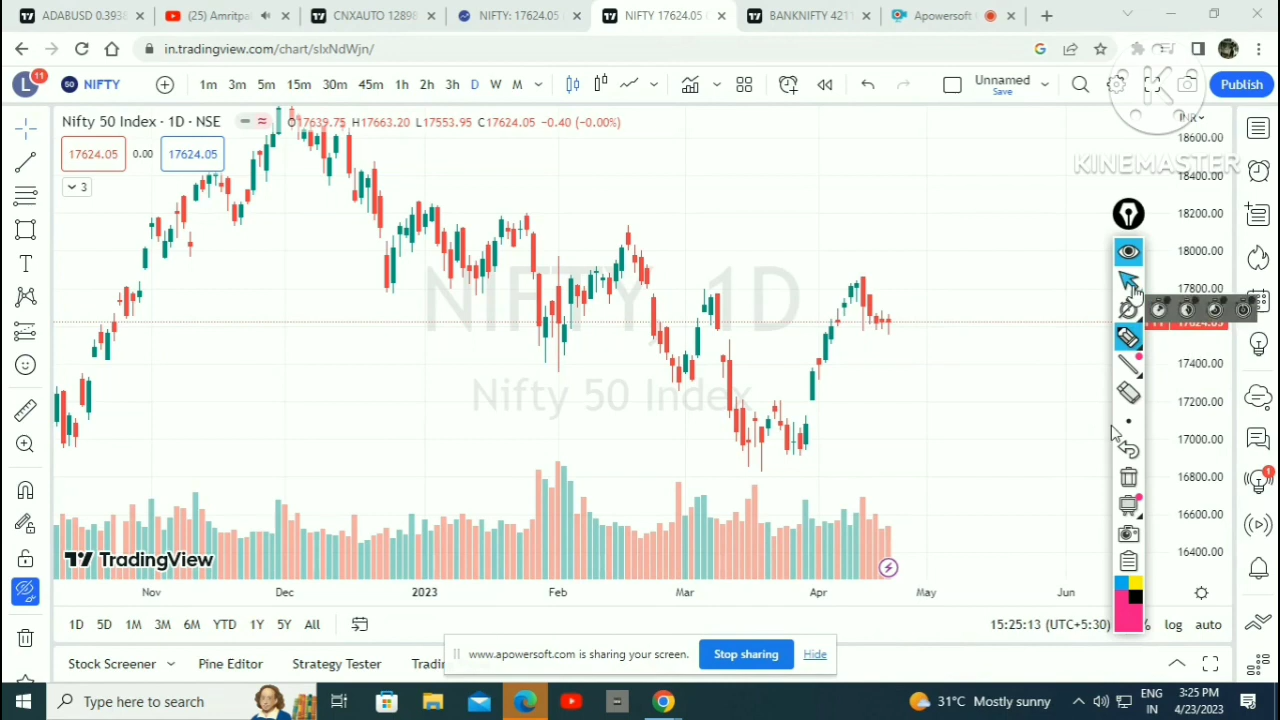 ADABUSD 0.3938
(25) Amritpa
CNXAUTO 12898
NIFTY: 17624.05
NIFTY 17624.05
BANKNIFTY 4211
Apowersoft
in.tradingview.com/chart/slxNdWjn/
L 11 50 NIFTY 1m 3m 5m 15m 30m 45m 1h 2h 3h D W M Unnamed Save Publish
Nifty 50 Index · 1D · NSE O17639.75 H17663.20 L17553.95 C17624.05 -0.40 (-0.00%)
INR
17624.05 0.00 17624.05
3
KINEMASTER
NIFTY, 1D
Nifty 50 Index
18600.00
18400.00
18200.00
18000.00
17800.00
17624.05
17400.00
17200.00
17000.00
16800.00
16600.00
16400.00
1
TradingView
Nov Dec 2023 Feb Mar Apr May Jun
1D 5D 1M 3M 6M YTD 1Y 5Y All 15:25:13 (UTC+5:30) % log auto
www.apowersoft.com is sharing your screen. Stop sharing Hide
Stock Screener Pine Editor Strategy Tester Tradi
Type here to search 31°C Mostly sunny ENG IN 3:25 PM 4/23/2023